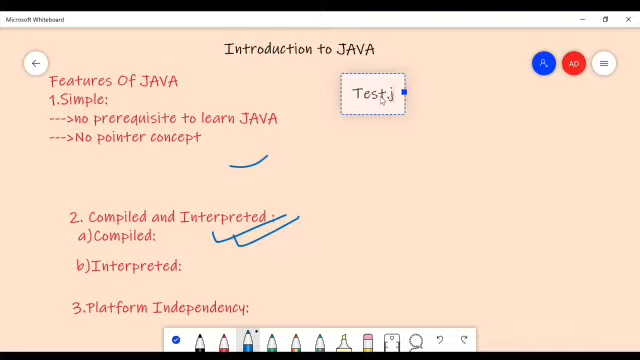 Microsoft Whiteboard
Introduction to JAVA
Features Of JAVA
1.Simple:
--->no prerequisite to learn JAVA
--->No pointer concept
Test.j
2. Compiled and Interpreted :
a)Compiled:
b)Interpreted:
3.Platform Independency:
AD